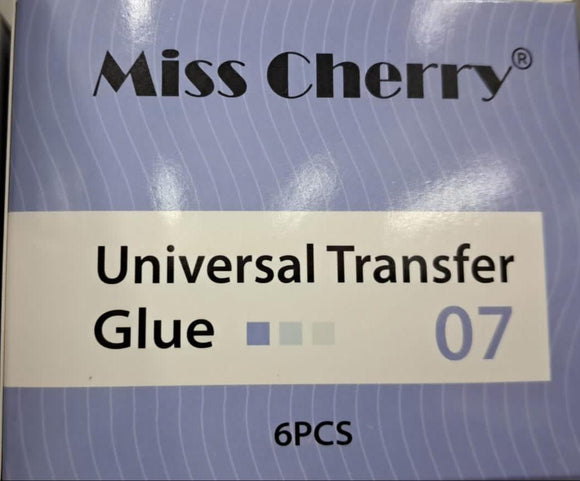 Miss Cherry®
Universal Transfer
Glue 07
6PCS